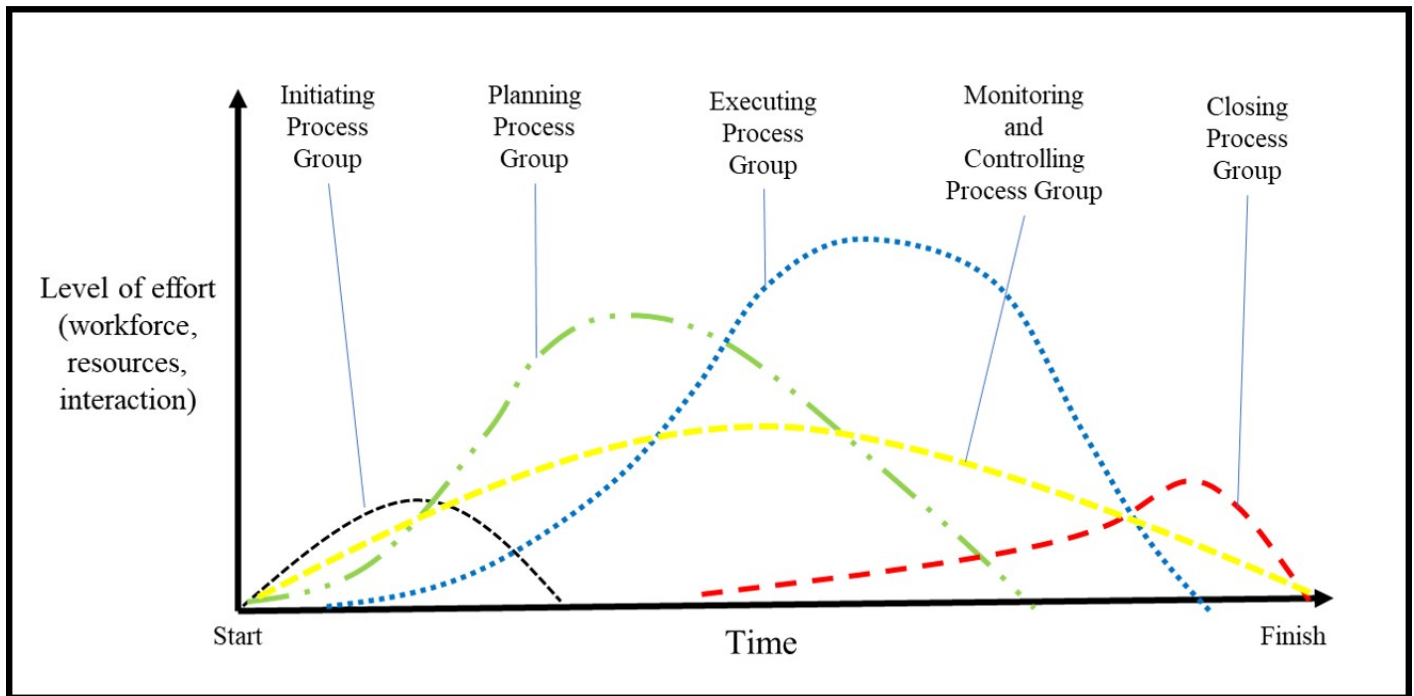 Initiating
Process
Group
Planning
Process
Group
Executing
Process
Group
Monitoring
and
Controlling
Process Group
Closing
Process
Group
Level of effort
(workforce,
resources,
interaction)
Start
Time
Finish